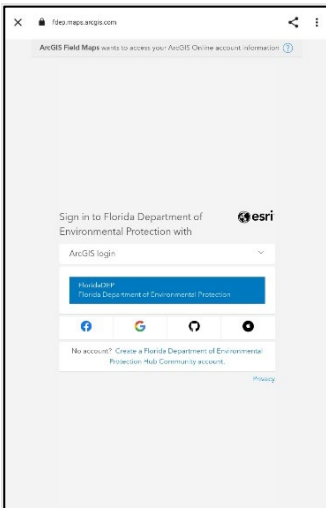 fdep.maps.arcgis.com
ArcGIS Field Maps wants to access your ArcGIS Online account information
Sign in to Florida Department of
Environmental Protection with
esri
ArcGIS login
FloridaDEP
Florida Department of Environmental Protection
No account? Create a Florida Department of Environmental
Protection Hub Community account.
Privacy